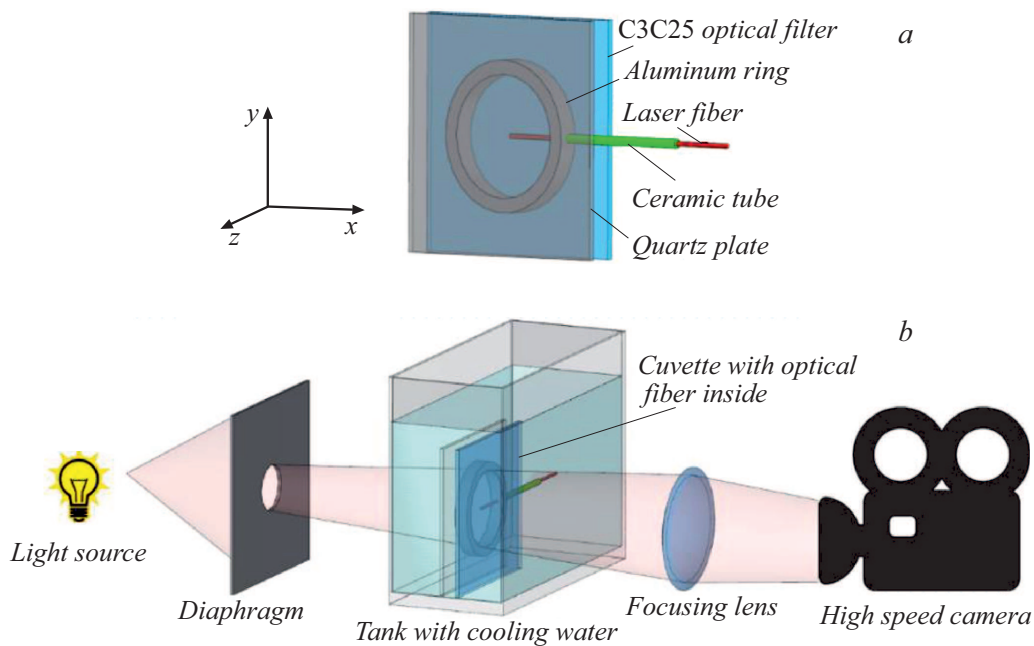 C3C25 optical filter
a
Aluminum ring
Laser fiber
y
Ceramic tube
z
x
Quartz plate
b
Cuvette with optical
fiber inside
Light source
Diaphragm
Tank with cooling water
Focusing lens
High speed camera